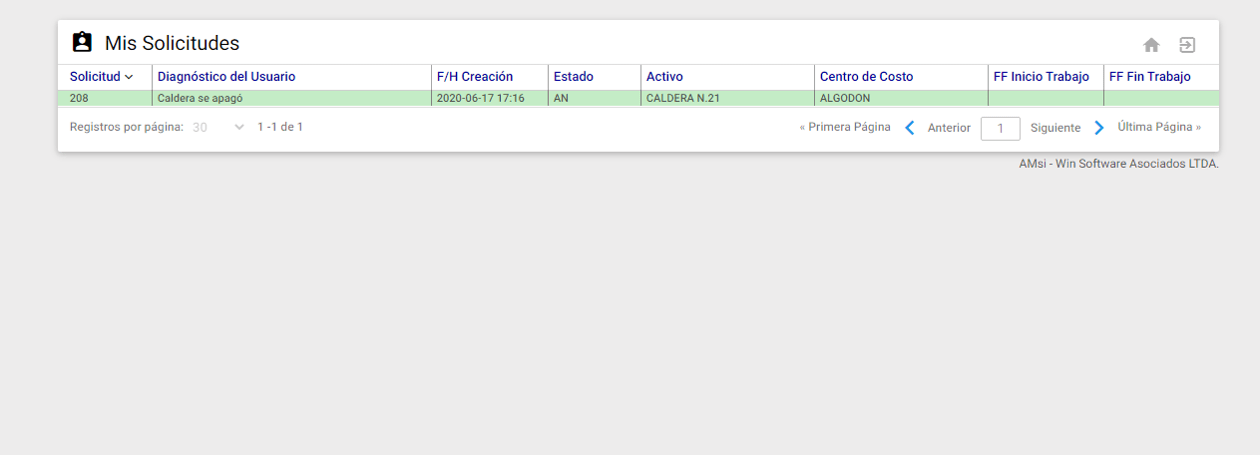 Mis Solicitudes
Solicitud Diagnóstico del Usuario F/H Creación Estado Activo Centro de Costo FF Inicio Trabajo FF Fin Trabajo
208 Caldera se apagó 2020-06-17 17:16 AN CALDERA N.21 ALGODON
Registros por página: 30 1 -1 de 1 « Primera Página Anterior 1 Siguiente Última Página »
AMsi - Win Software Asociados LTDA.